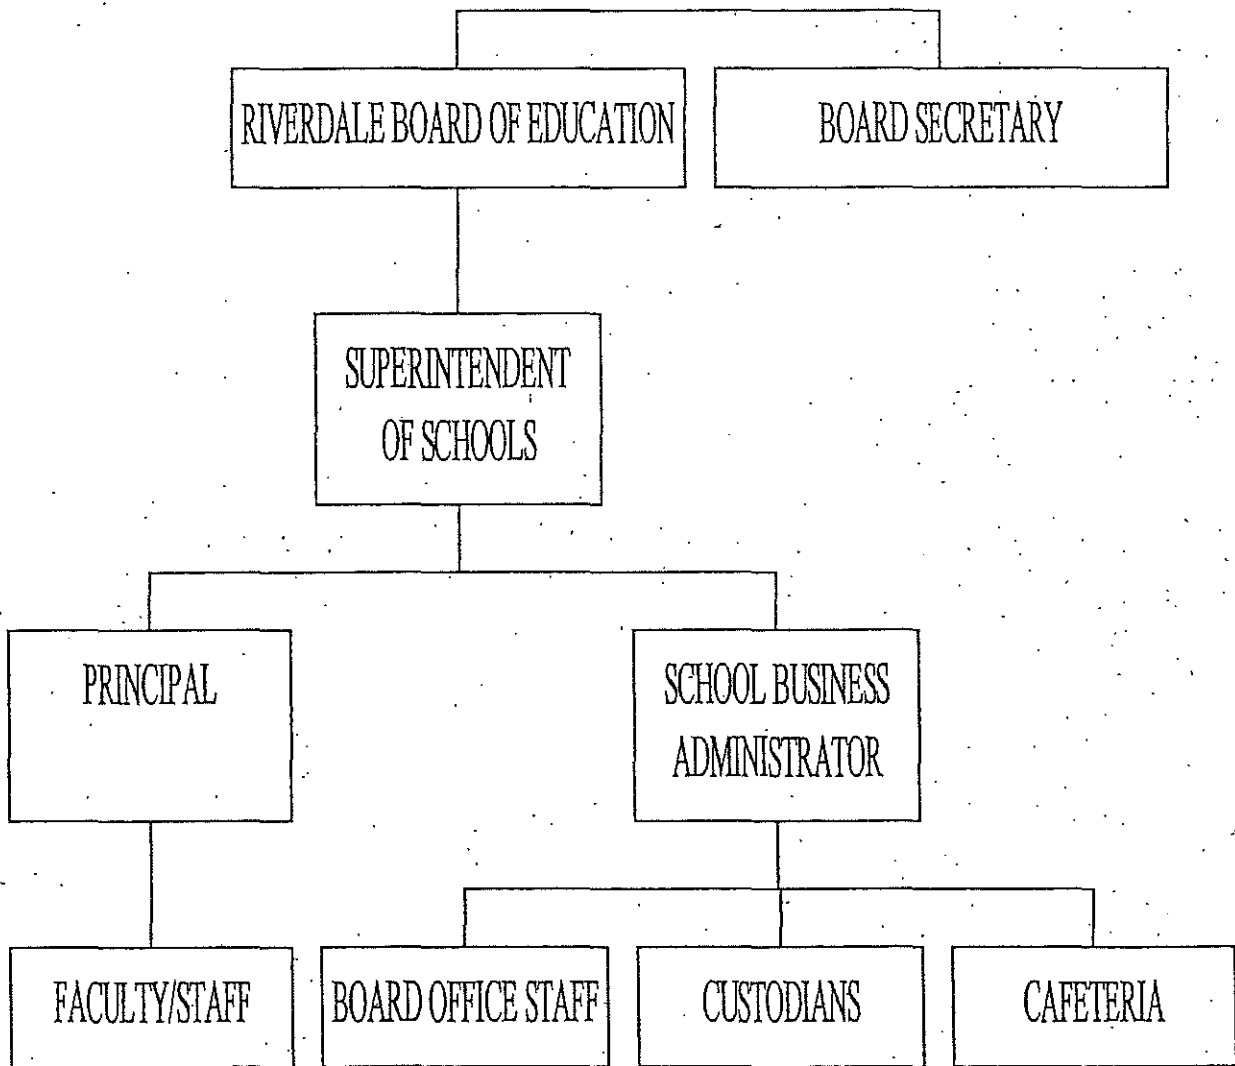 RIVERDALE BOARD OF EDUCATION
BOARD SECRETARY
SUPERINTENDENT
OF SCHOOLS
PRINCIPAL
SCHOOL BUSINESS
ADMINISTRATOR
FACULTY/STAFF
BOARD OFFICE STAFF
CUSTODIANS
CAFETERIA